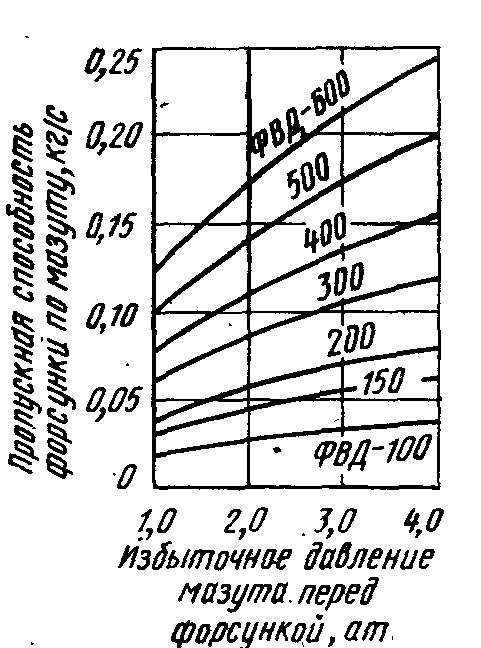 Пропускная способность
форсунки по мазуту, кг/с
0,25
0,20
0,15
0,10
0,05
0
ФВД-600
500
400
300
200
150
ФВД-100
1,0 2,0 3,0 4,0
Избыточное давление
мазута перед
форсункой, ат.